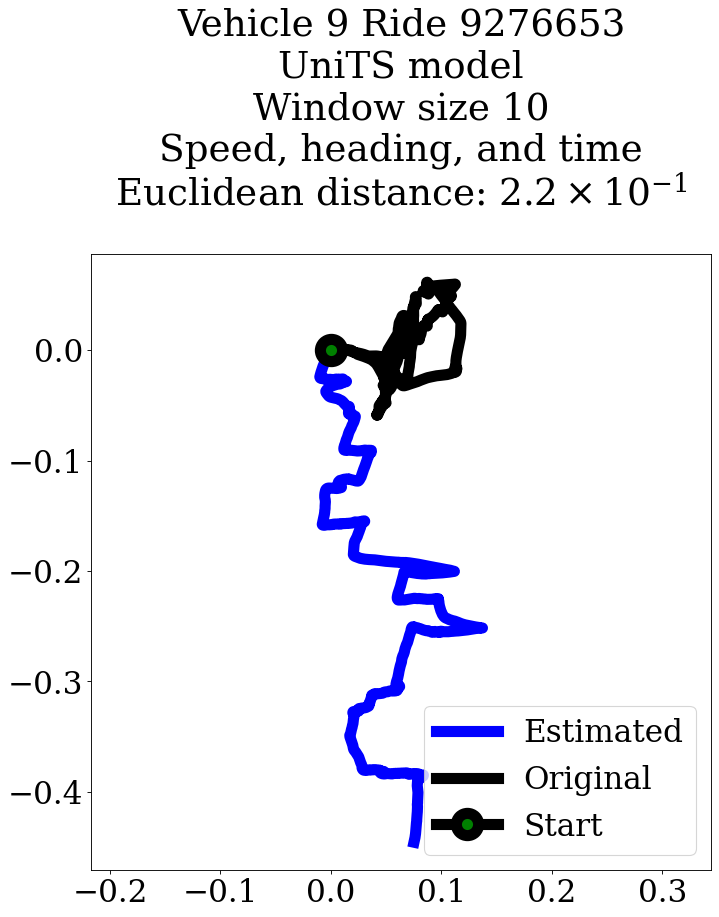 Vehicle 9 Ride 9276653
UniTS model
Window size 10
Speed, heading, and time
Euclidean distance: 2.2 × 10⁻¹
0.0
−0.1
−0.2
−0.3
−0.4
Estimated
Original
Start
−0.2 −0.1 0.0 0.1 0.2 0.3